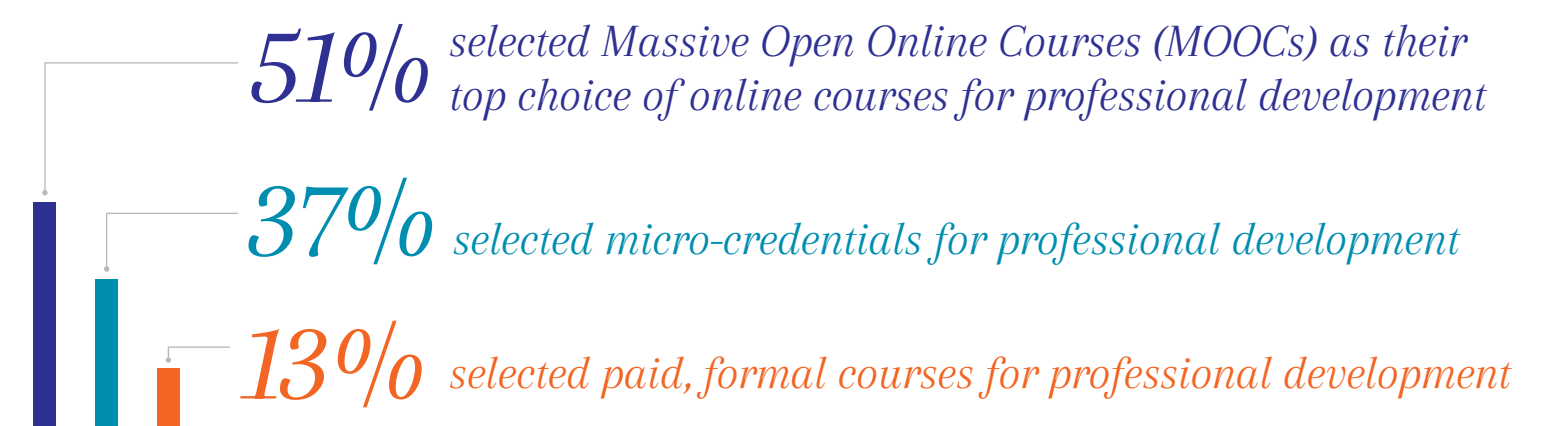 51% selected Massive Open Online Courses (MOOCs) as their
top choice of online courses for professional development
37% selected micro-credentials for professional development
13% selected paid, formal courses for professional development